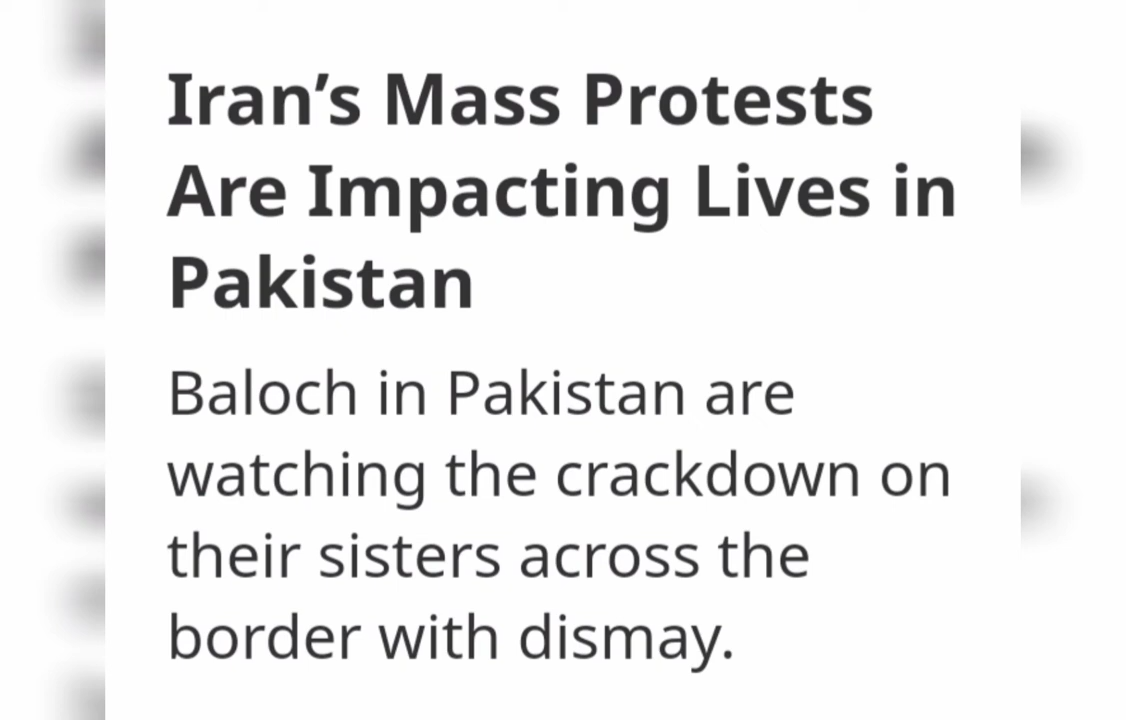 Iran’s Mass Protests
Are Impacting Lives in
Pakistan
Baloch in Pakistan are
watching the crackdown on
their sisters across the
border with dismay.